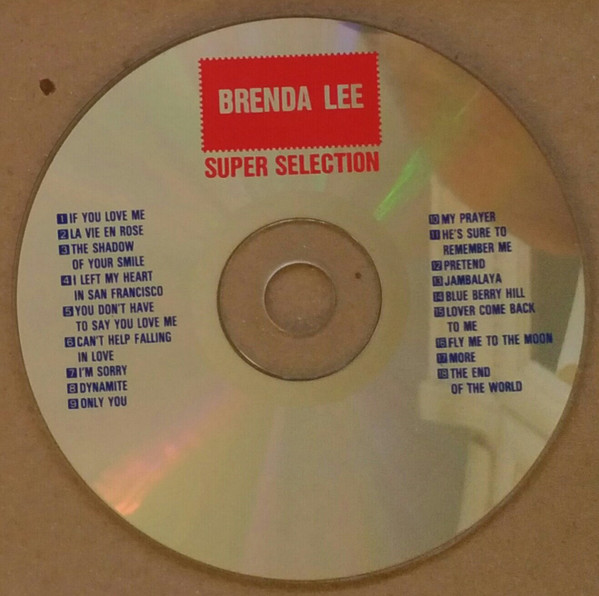 BRENDA LEE
SUPER SELECTION
1 IF YOU LOVE ME
2 LA VIE EN ROSE
3 THE SHADOW
OF YOUR SMILE
4 I LEFT MY HEART
IN SAN FRANCISCO
5 YOU DON'T HAVE
TO SAY YOU LOVE ME
6 CAN'T HELP FALLING
IN LOVE
7 I'M SORRY
8 DYNAMITE
9 ONLY YOU
10 MY PRAYER
11 HE'S SURE TO
REMEMBER ME
12 PRETEND
13 JAMBALAYA
14 BLUE BERRY HILL
15 LOVER COME BACK
TO ME
16 FLY ME TO THE MOON
17 MORE
18 THE END
OF THE WORLD